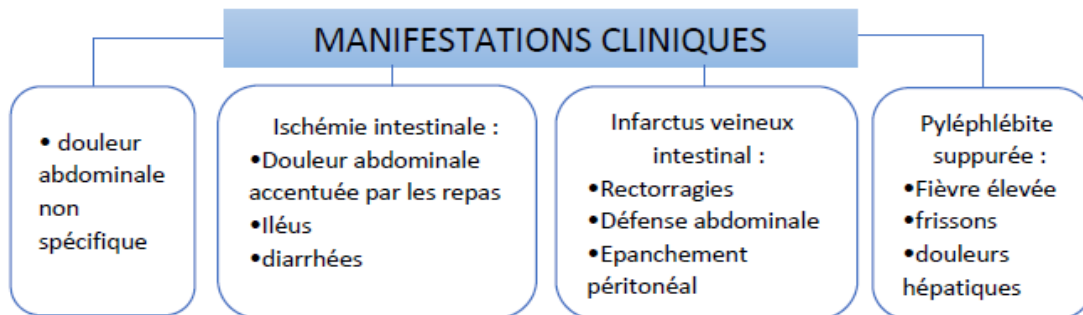 MANIFESTATIONS CLINIQUES
• douleur
abdominale
non
spécifique
Ischémie intestinale :
•Douleur abdominale
accentuée par les repas
•Iléus
•diarrhées
Infarctus veineux
intestinal :
•Rectorragies
•Défense abdominale
•Epanchement
péritonéal
Pyléphlébite
suppurée :
•Fièvre élevée
•frissons
•douleurs
hépatiques